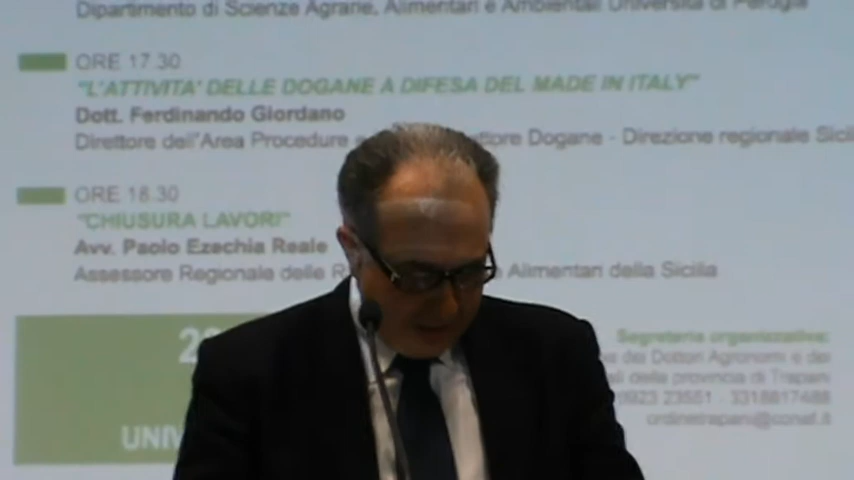 Dipartimento di Scienze Agrarie, Alimentari e Ambientali Università di Perugia
ORE 17.30
"L'ATTIVITA' DELLE DOGANE A DIFESA DEL MADE IN ITALY"
Dott. Ferdinando Giordano
Direttore dell'Area Procedure e Dogane - Direzione regionale Sicil
ORE 18.30
"CHIUSURA LAVORI"
Avv. Paolo Ezechia Reale
Assessore Regionale delle R Alimentari della Sicilia
Segreteria organizzativa:
dei Dottori Agronomi e dei
della provincia di Trapani
0923 23551 - 3318817488
UNIV
ordinetrapani@conaf.it